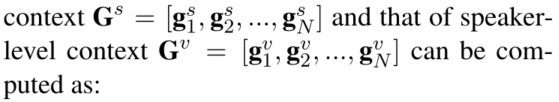 context G^s = [g_1^s, g_2^s, ..., g_N^s] and that of speaker-
level context G^v = [g_1^v, g_2^v, ..., g_N^v] can be com-
puted as: